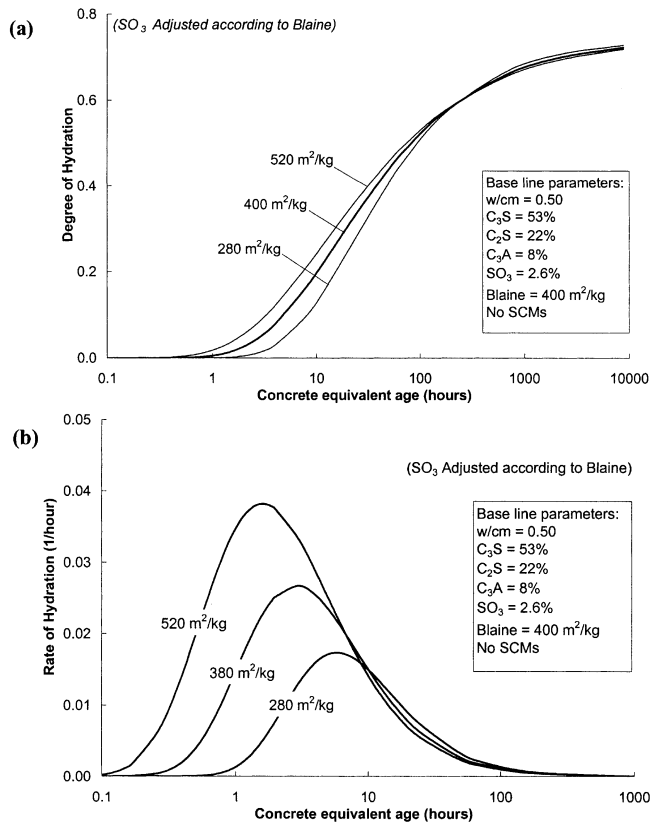 (a)
(SO₃ Adjusted according to Blaine)
0.8
0.6
0.4
0.2
0.0
Degree of Hydration
520 m²/kg
400 m²/kg
280 m²/kg
Base line parameters:
w/cm = 0.50
C₃S = 53%
C₂S = 22%
C₃A = 8%
SO₃ = 2.6%
Blaine = 400 m²/kg
No SCMs
0.1 1 10 100 1000 10000
Concrete equivalent age (hours)
(b)
(SO₃ Adjusted according to Blaine)
0.05
0.04
0.03
0.02
0.01
0.00
Rate of Hydration (1/hour)
520 m²/kg
380 m²/kg
280 m²/kg
Base line parameters:
w/cm = 0.50
C₃S = 53%
C₂S = 22%
C₃A = 8%
SO₃ = 2.6%
Blaine = 400 m²/kg
No SCMs
0.1 1 10 100 1000
Concrete equivalent age (hours)